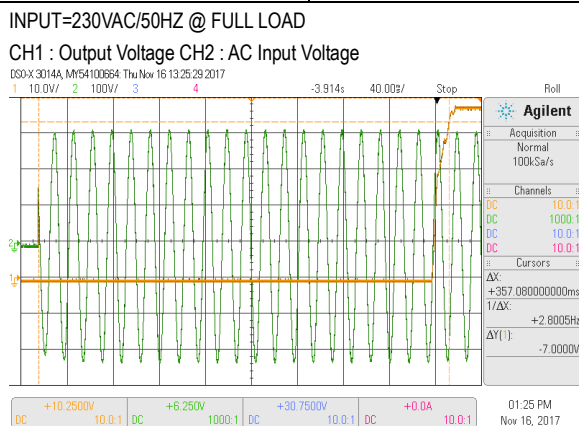 INPUT=230VAC/50HZ @ FULL LOAD
CH1 : Output Voltage CH2 : AC Input Voltage
DSO-X 3014A, MY54100664: Thu Nov 16 13:25:29 2017
1 10.0V/ 2 100V/ 3 4 -3.914s 40.00₥/ Stop Roll
Agilent
Acquisition
Normal
100kSa/s
Channels
DC 10.0:1
DC 1000:1
DC 10.0:1
DC 10.0:1
Cursors
ΔX:
+357.080000000ms
1/ΔX:
+2.8005Hz
ΔY(1):
-7.0000V
2
1
+10.2500V +6.250V +30.7500V +0.0A
DC 10.0:1 DC 1000:1 DC 10.0:1 DC 10.0:1
01:25 PM
Nov 16, 2017